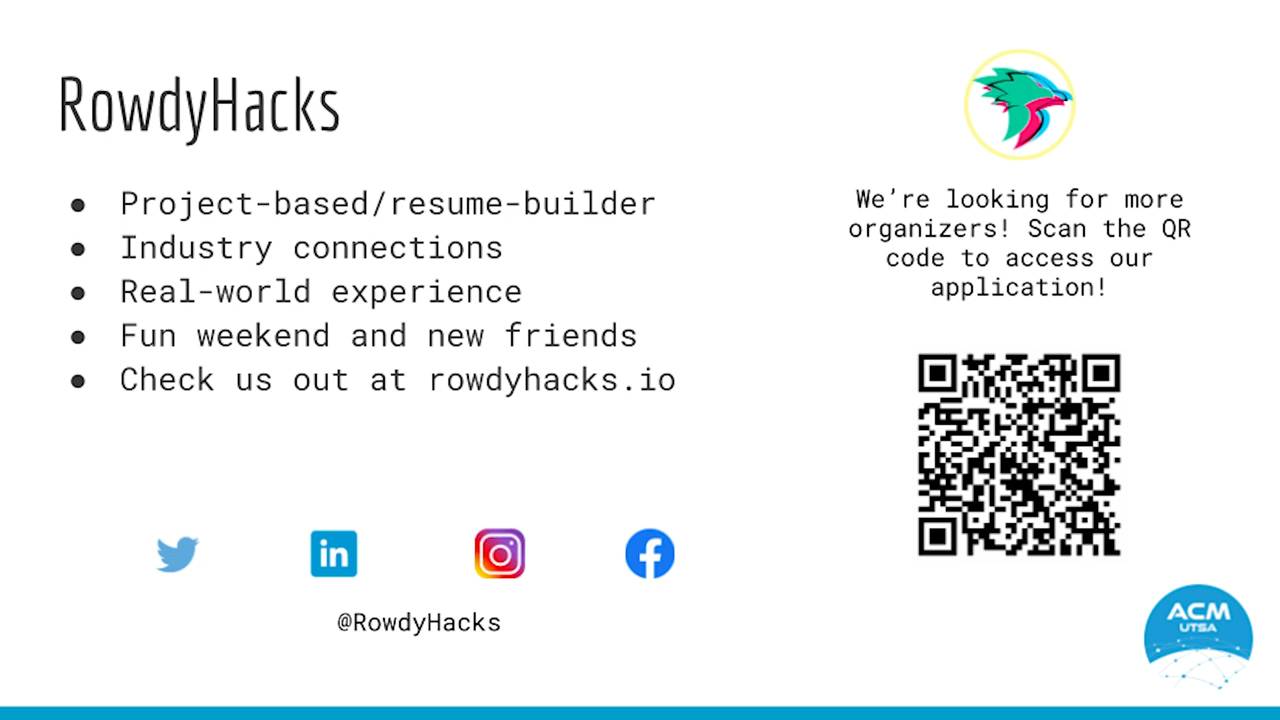 RowdyHacks
● Project-based/resume-builder
● Industry connections
● Real-world experience
● Fun weekend and new friends
● Check us out at rowdyhacks.io
@RowdyHacks
We're looking for more
organizers! Scan the QR
code to access our
application!
ACM
UTSA